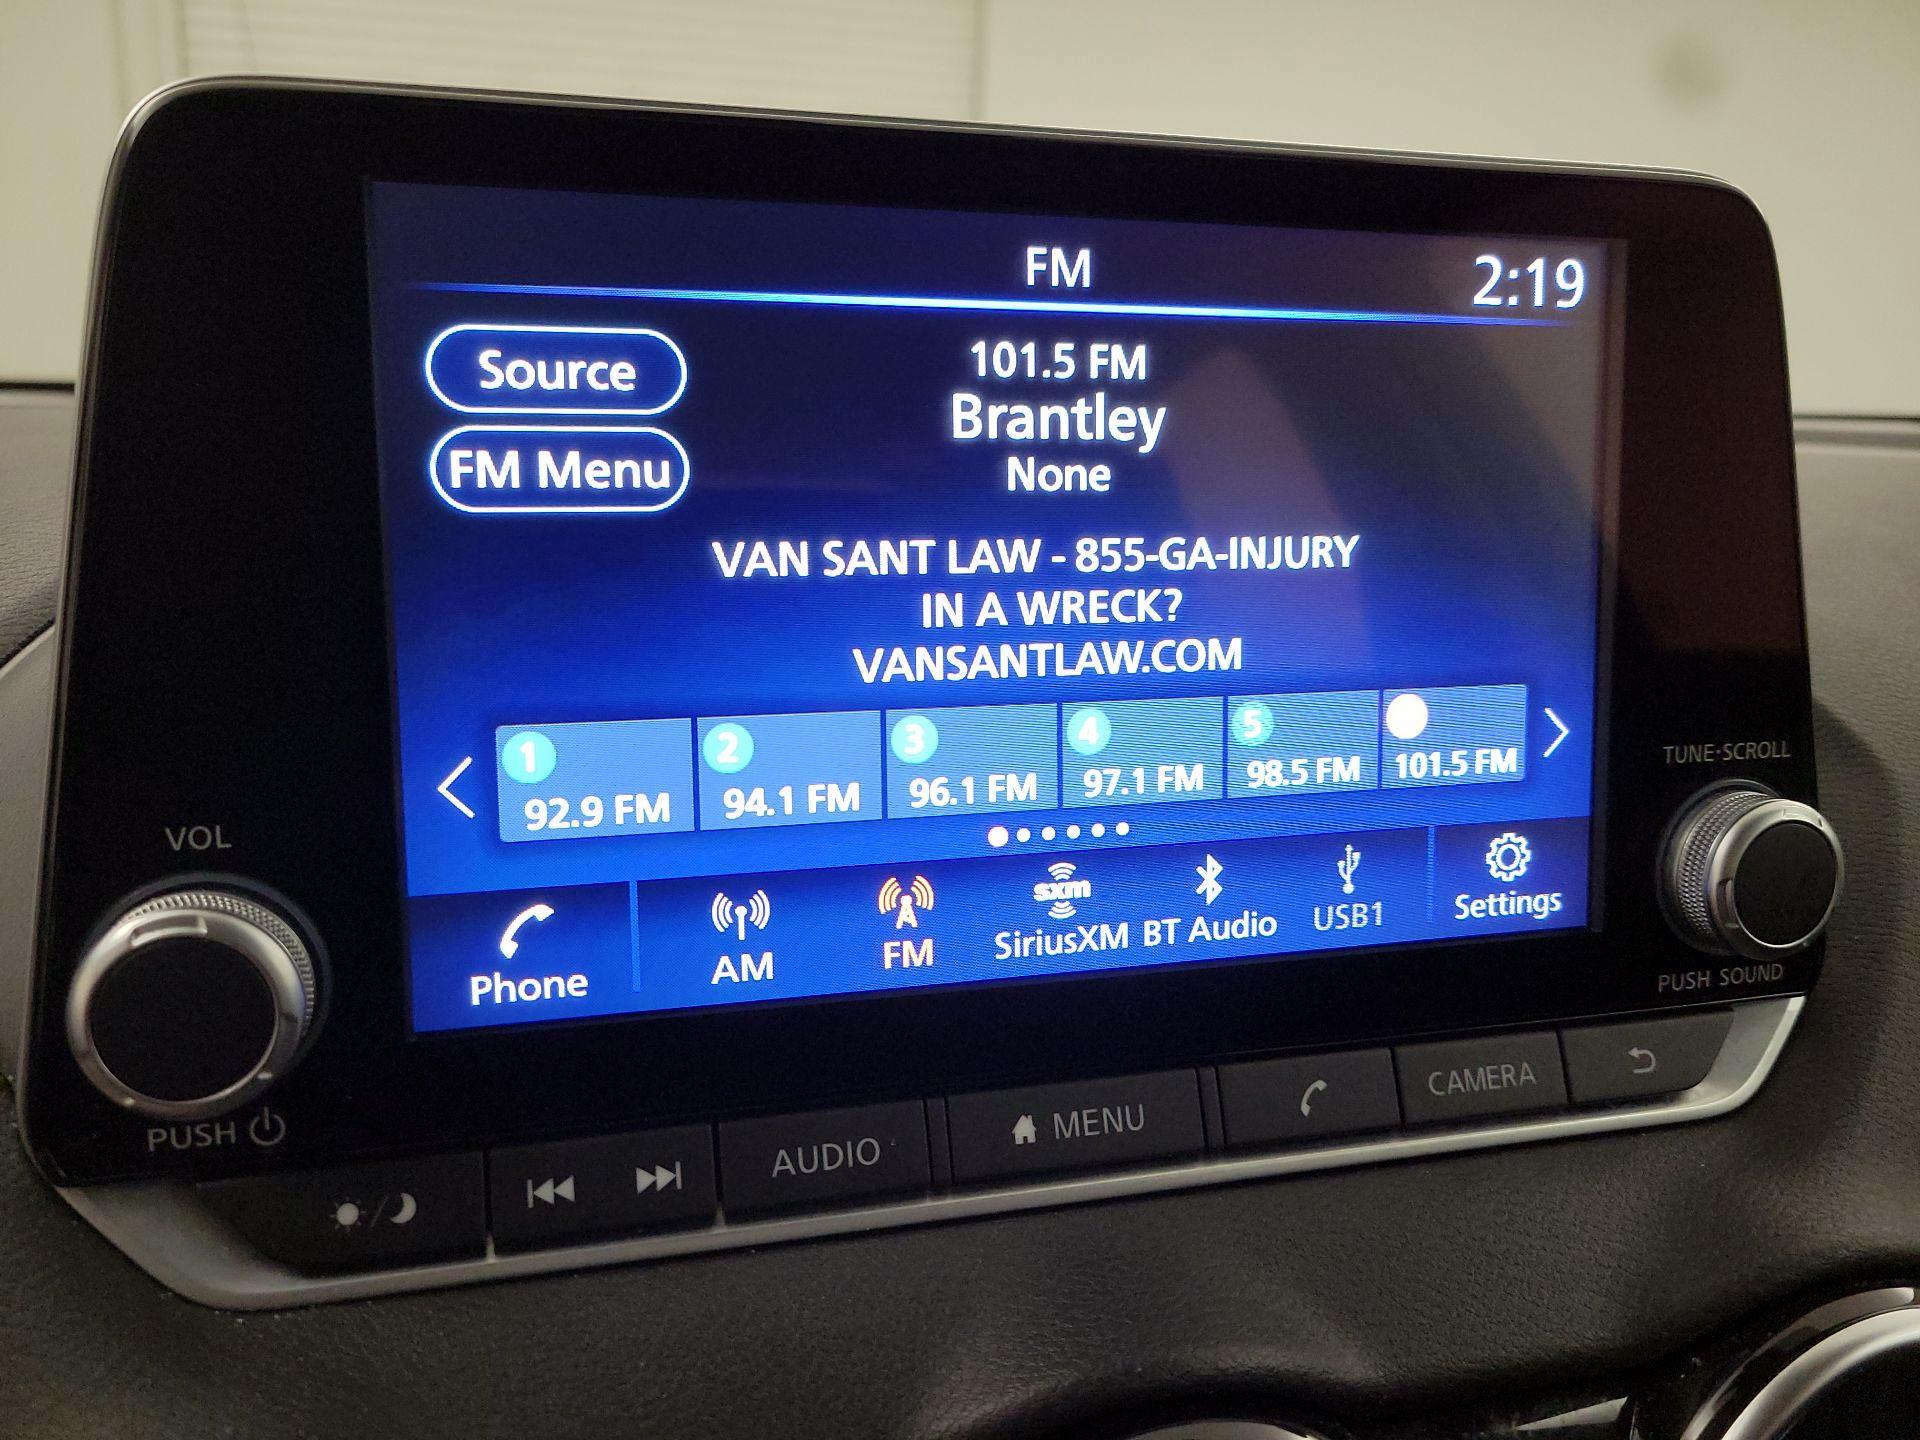 FM
2:19
Source
FM Menu
101.5 FM
Brantley
None
VAN SANT LAW - 855-GA-INJURY
IN A WRECK?
VANSANTLAW.COM
1 2 3 4 5
92.9 FM 94.1 FM 96.1 FM 97.1 FM 98.5 FM 101.5 FM
Phone
AM
FM
sxm
SiriusXM
BT Audio
USB1
Settings
VOL
PUSH
TUNE·SCROLL
PUSH SOUND
AUDIO
MENU
CAMERA